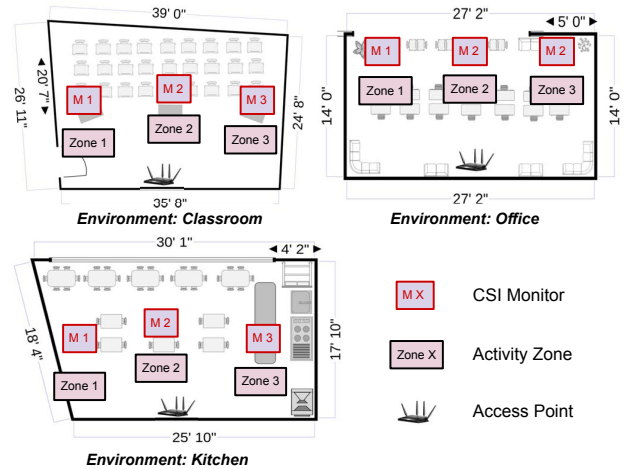 39' 0"
26' 11"
20' 7"
M 1
M 2
M 3
Zone 1
Zone 2
Zone 3
24' 8"
35' 8"
Environment: Classroom
27' 2"
5' 0"
14' 0"
M 1
M 2
M 2
Zone 1
Zone 2
Zone 3
14' 0"
27' 2"
Environment: Office
30' 1"
4' 2"
18' 4"
M 1
M 2
M 3
Zone 1
Zone 2
Zone 3
17' 10"
25' 10"
Environment: Kitchen
M X
CSI Monitor
Zone X
Activity Zone
Access Point